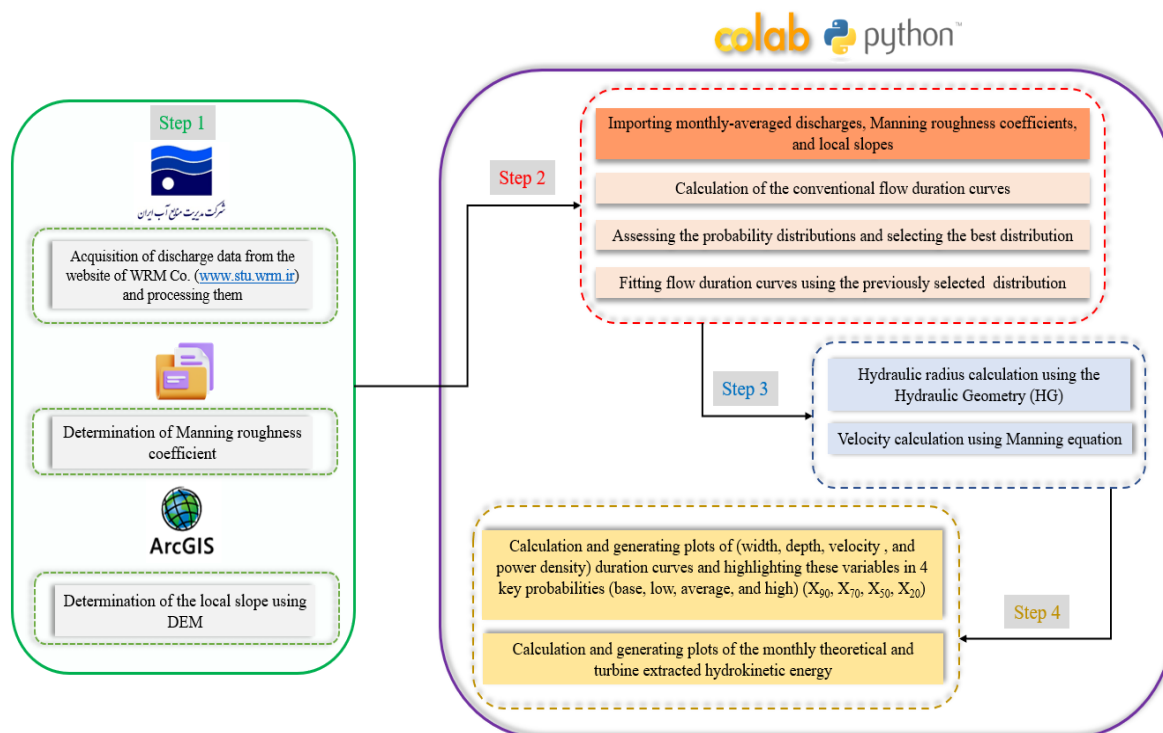 colab python™
Step 1
شرکت مدیریت منابع آب ایران
Acquisition of discharge data from the
website of WRM Co. (www.stu.wrm.ir)
and processing them
Determination of Manning roughness
coefficient
ArcGIS
Determination of the local slope using
DEM
Step 2
Importing monthly-averaged discharges, Manning roughness coefficients,
and local slopes
Calculation of the conventional flow duration curves
Assessing the probability distributions and selecting the best distribution
Fitting flow duration curves using the previously selected distribution
Step 3
Hydraulic radius calculation using the
Hydraulic Geometry (HG)
Velocity calculation using Manning equation
Step 4
Calculation and generating plots of (width, depth, velocity , and
power density) duration curves and highlighting these variables in 4
key probabilities (base, low, average, and high) (X90, X70, X50, X20)
Calculation and generating plots of the monthly theoretical and
turbine extracted hydrokinetic energy